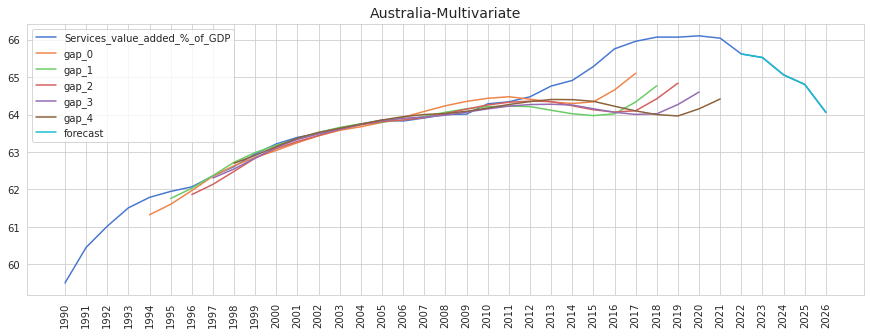 Australia-Multivariate
Services_value_added_%_of_GDP
gap_0
gap_1
gap_2
gap_3
gap_4
forecast
66
65
64
63
62
61
60
1990 1991 1992 1993 1994 1995 1996 1997 1998 1999 2000 2001 2002 2003 2004 2005 2006 2007 2008 2009 2010 2011 2012 2013 2014 2015 2016 2017 2018 2019 2020 2021 2022 2023 2024 2025 2026